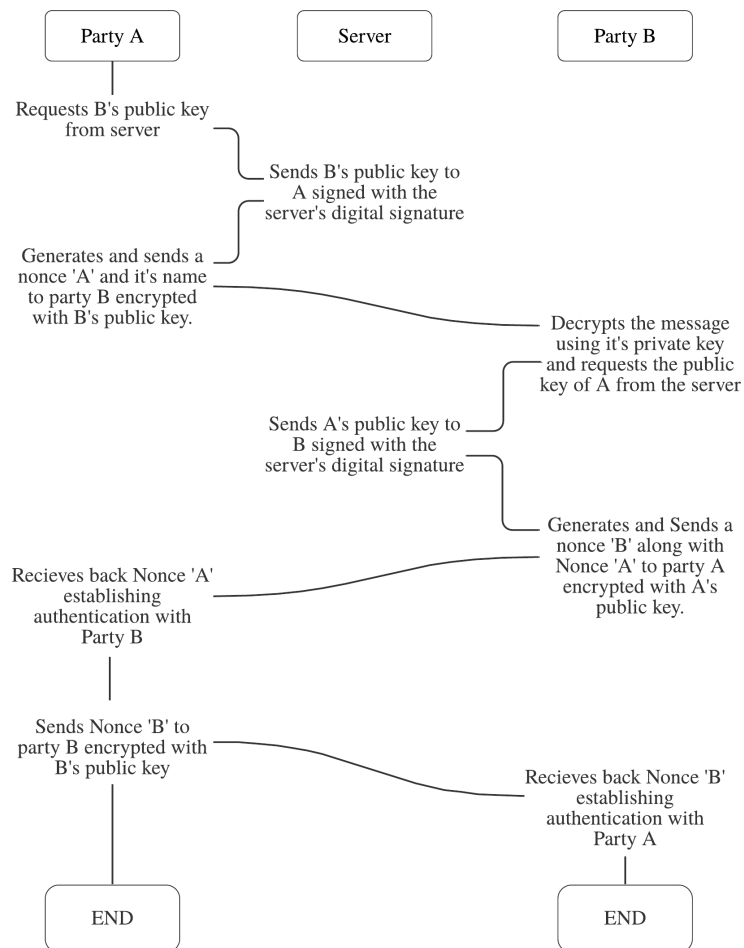 Party A
Server
Party B
Requests B's public key
from server
Sends B's public key to
A signed with the
server's digital signature
Generates and sends a
nonce 'A' and it's name
to party B encrypted
with B's public key.
Decrypts the message
using it's private key
and requests the public
key of A from the server
Sends A's public key to
B signed with the
server's digital signature
Generates and Sends a
nonce 'B' along with
Nonce 'A' to party A
encrypted with A's
public key.
Recieves back Nonce 'A'
establishing
authentication with
Party B
Sends Nonce 'B' to
party B encrypted with
B's public key
Recieves back Nonce 'B'
establishing
authentication with
Party A
END
END